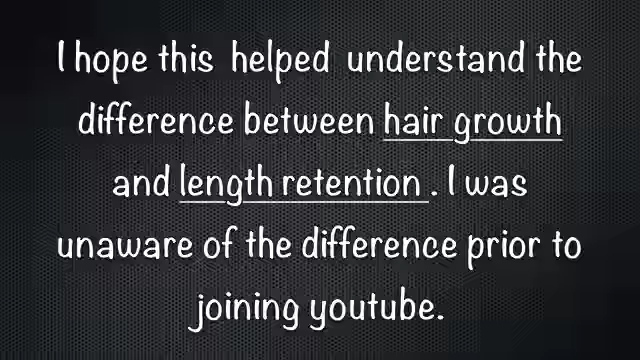 I hope this helped understand the
difference between hair growth
and length retention . I was
unaware of the difference prior to
joining youtube.